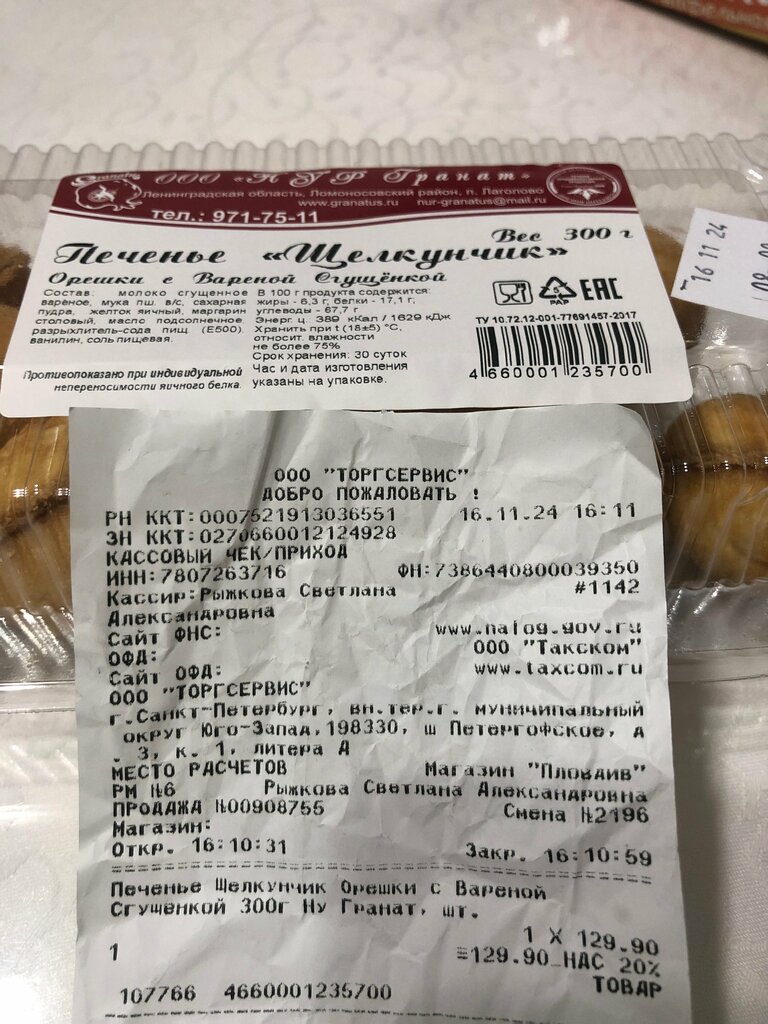 Granatus
ООО «НУР Гранат»
Ленинградская область, Ломоносовский район, п. Лаголово
www.granatus.ru nur-granatus@mail.ru
тел.: 971-75-11
Вес 300 г
Печенье «Щелкунчик»
Орешки с Вареной Сгущёнкой
Состав: молоко сгущенное
вареное, мука пш. в/с, сахарная
пудра, желток яичный, маргарин
столовый, масло подсолнечное,
разрыхлитель-сода пищ. (Е500),
ванилин, соль пищевая.
Противопоказано при индивидуальной
непереносимости яичного белка.
В 100 г продукта содержится:
жиры - 6,3 г, белки - 17,1 г,
углеводы - 67,7 г
Энерг.ц. 389 кКал / 1629 кДж
Хранить при t (18±5) °С,
относит. влажности
не более 75%
Срок хранения: 30 суток
Час и дата изготовления
указаны на упаковке.
EAC
ТУ 10.72.12-001-77691457-2017
4 660001 235700
16 11 24
ООО "ТОРГСЕРВИС"
ДОБРО ПОЖАЛОВАТЬ !
РН ККТ:0007521913036551 16.11.24 16:11
ЗН ККТ:0270660012124928
КАССОВЫЙ ЧЕК/ПРИХОД
ИНН:7807263716 ФН:7386440800039350
Кассир:Рыжкова Светлана #1142
Александровна
Сайт ФНС: www.nalog.gov.ru
ОФД: ООО "Такском"
Сайт ОФД: www.taxcom.ru
ООО "ТОРГСЕРВИС"
г.Санкт-Петербург, вн.тер.г. муниципальный
округ Юго-Запад,198330, ш Петергофское, д
. 3, к. 1, литера А
МЕСТО РАСЧЕТОВ Магазин "Пловдив"
РМ №6 Рыжкова Светлана Александровна
ПРОДАЖА №00908755 Смена №2196
Магазин:
Откр. 16:10:31 Закр. 16:10:59
Печенье Щелкунчик Орешки с Вареной
Сгущенкой 300г Ну Гранат, шт.
1 1 X 129.90
=129.90_НДС 20%
ТОВАР
107766 4660001235700